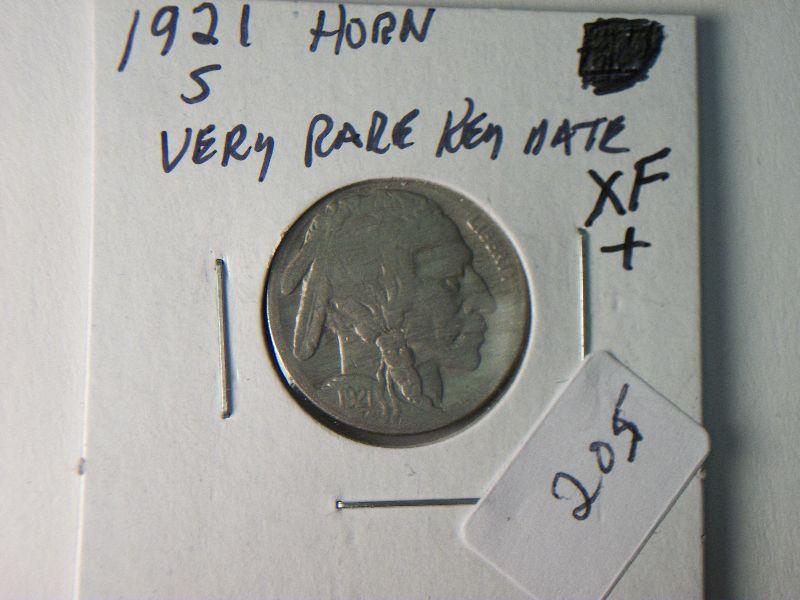 1921 HORN
S
VERY RARE KEY DATE
XF
+
LIBERTY
1921
205